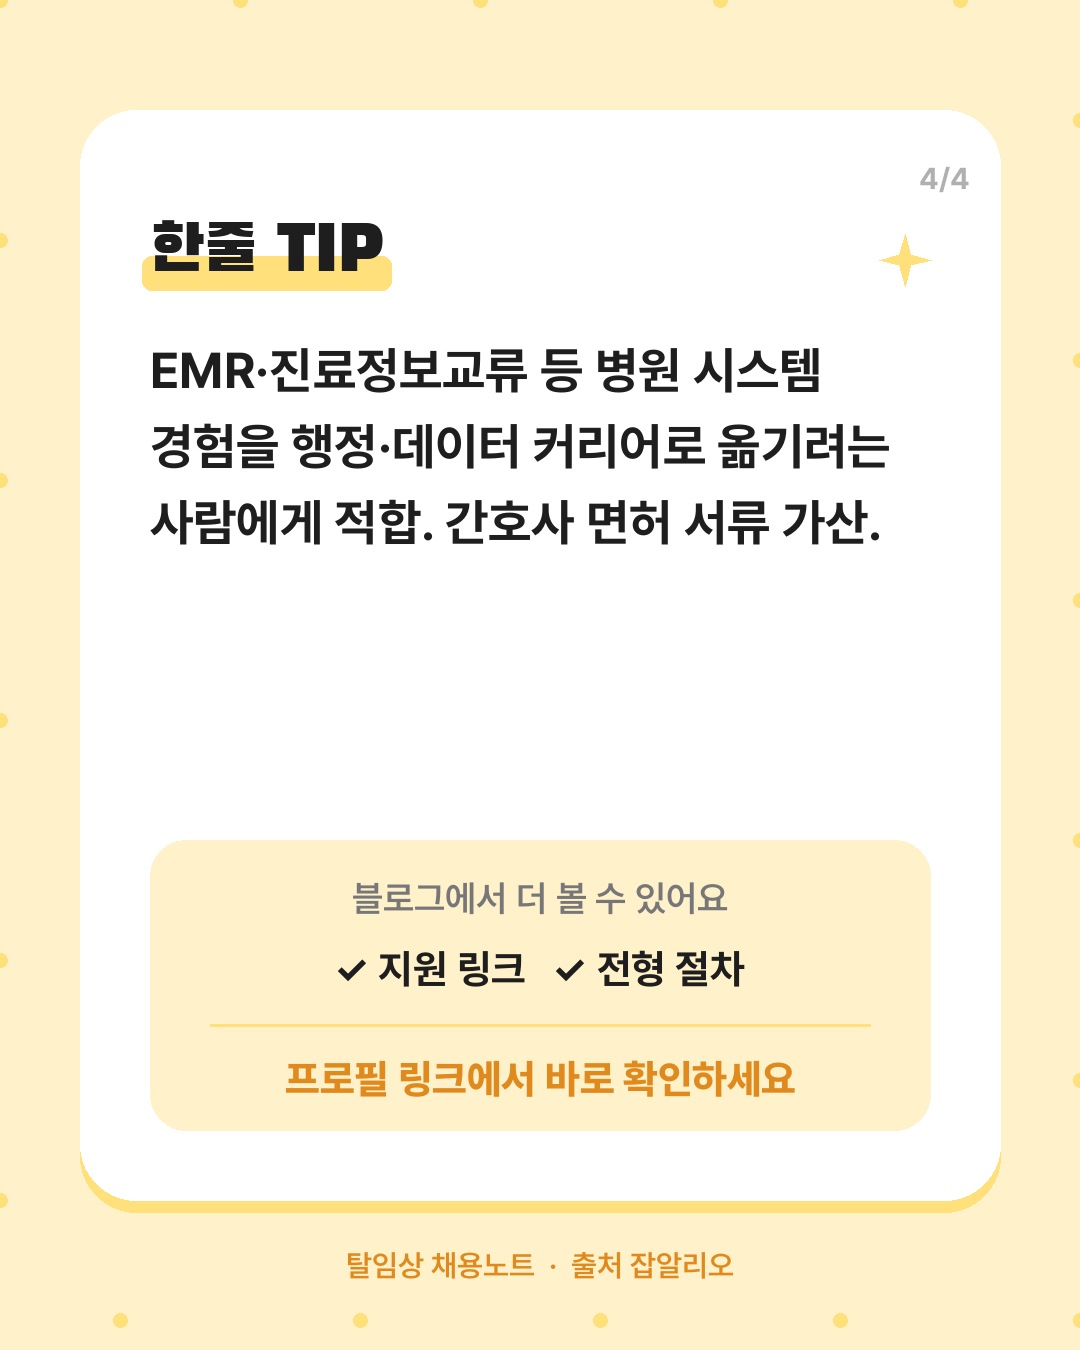 4/4
한줄 TIP
EMR·진료정보교류 등 병원 시스템
경험을 행정·데이터 커리어로 옮기려는
사람에게 적합. 간호사 면허 서류 가산.
블로그에서 더 볼 수 있어요
✓ 지원 링크 ✓ 전형 절차
프로필 링크에서 바로 확인하세요
탈임상 채용노트 · 출처 잡알리오